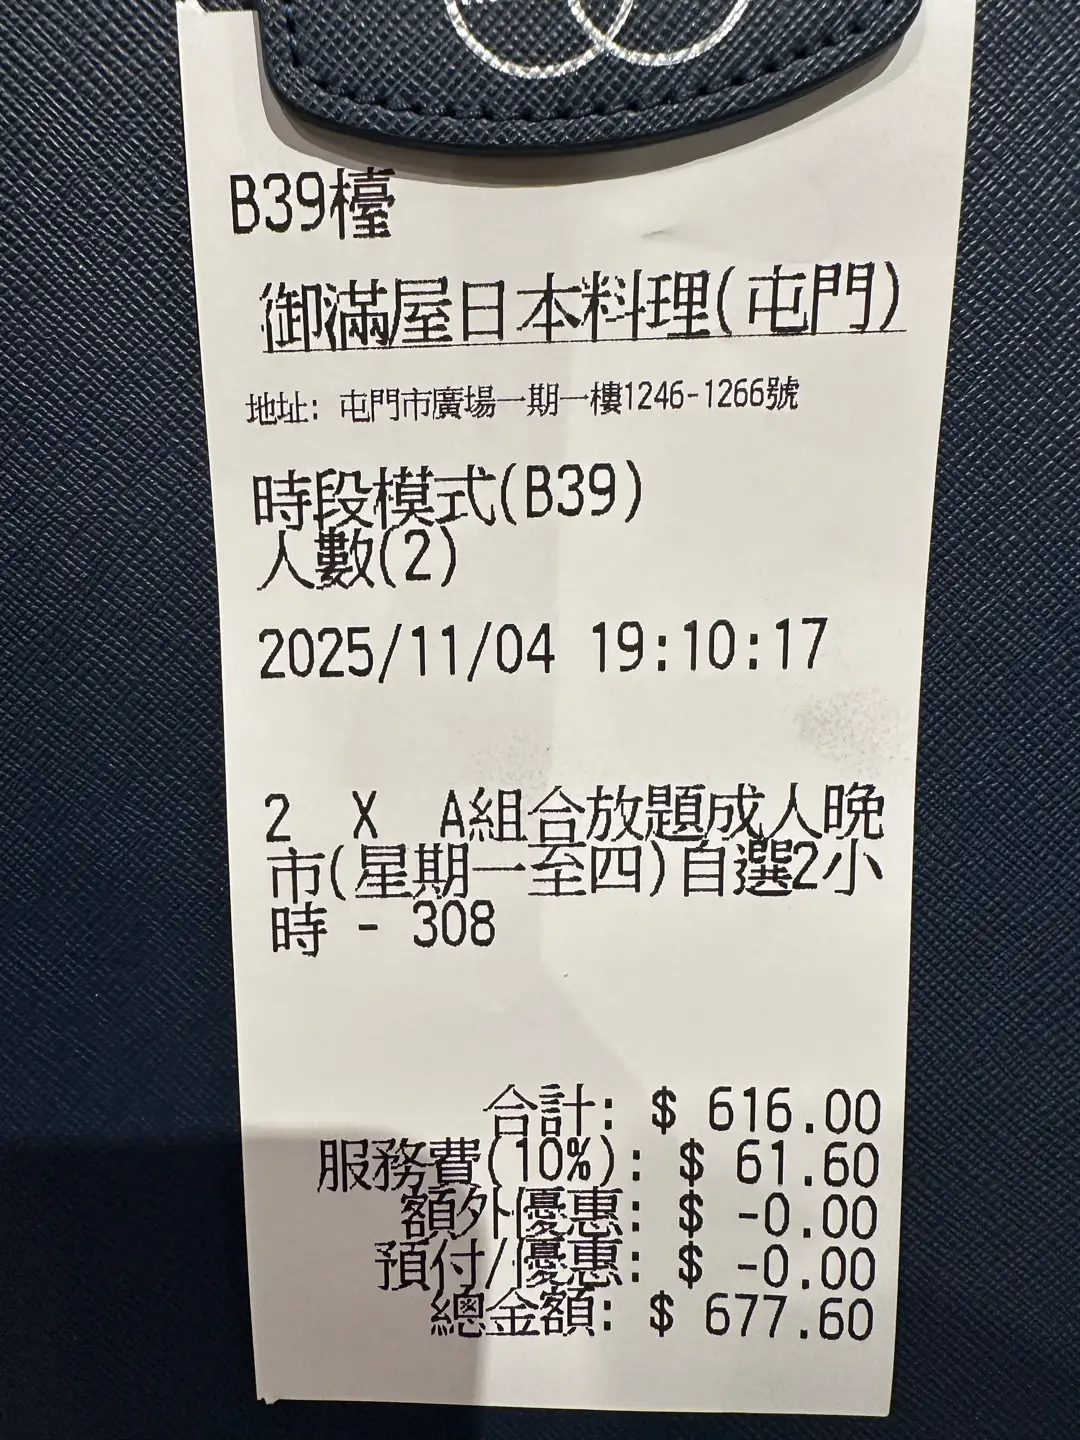 B39檯
御滿屋日本料理(屯門)
地址: 屯門市廣場一期一樓1246-1266號
時段模式(B39)
人數(2)
2025/11/04 19:10:17
2 X A組合放題成人晚
市(星期一至四)自選2小
時 - 308
合計: $ 616.00
服務費(10%): $ 61.60
額外優惠: $ -0.00
預付/優惠: $ -0.00
總金額: $ 677.60